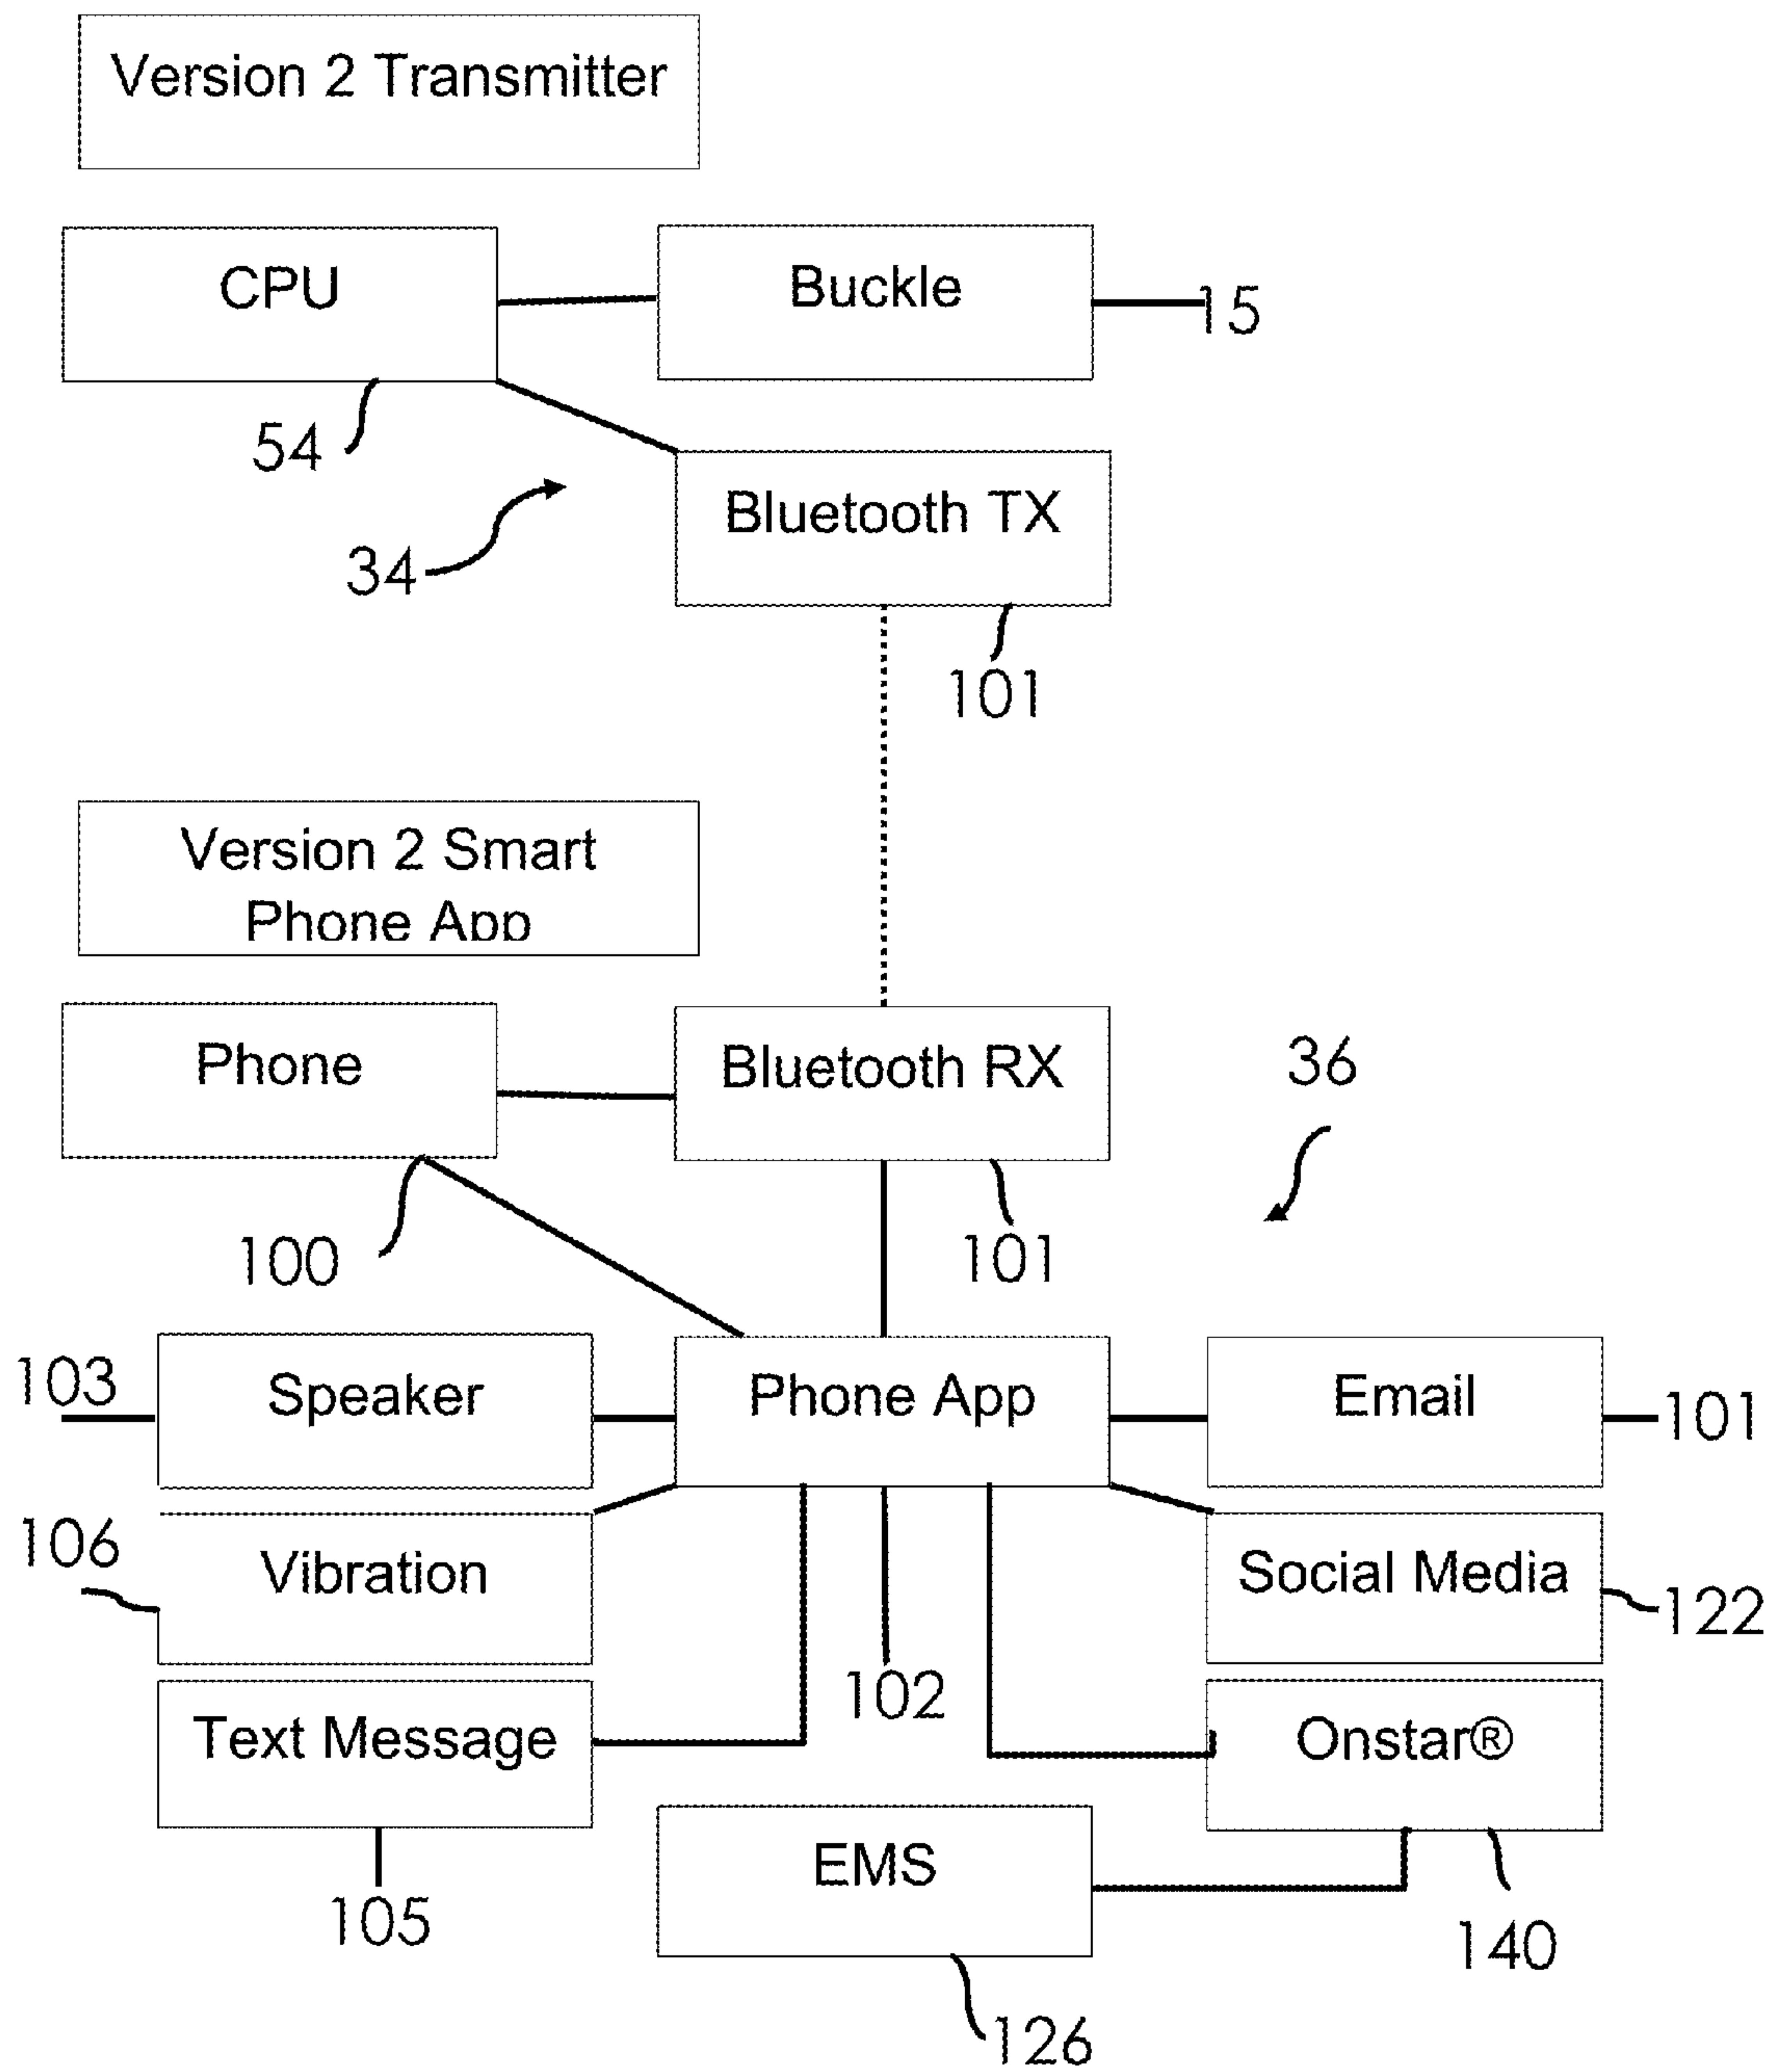 Version 2 Transmitter
CPU
Buckle
15
54
Bluetooth TX
34
101
Version 2 Smart
Phone App
Phone
Bluetooth RX
36
100
101
103
Speaker
Phone App
Email
101
106
Vibration
Social Media
122
102
Text Message
Onstar®
EMS
105
140
126